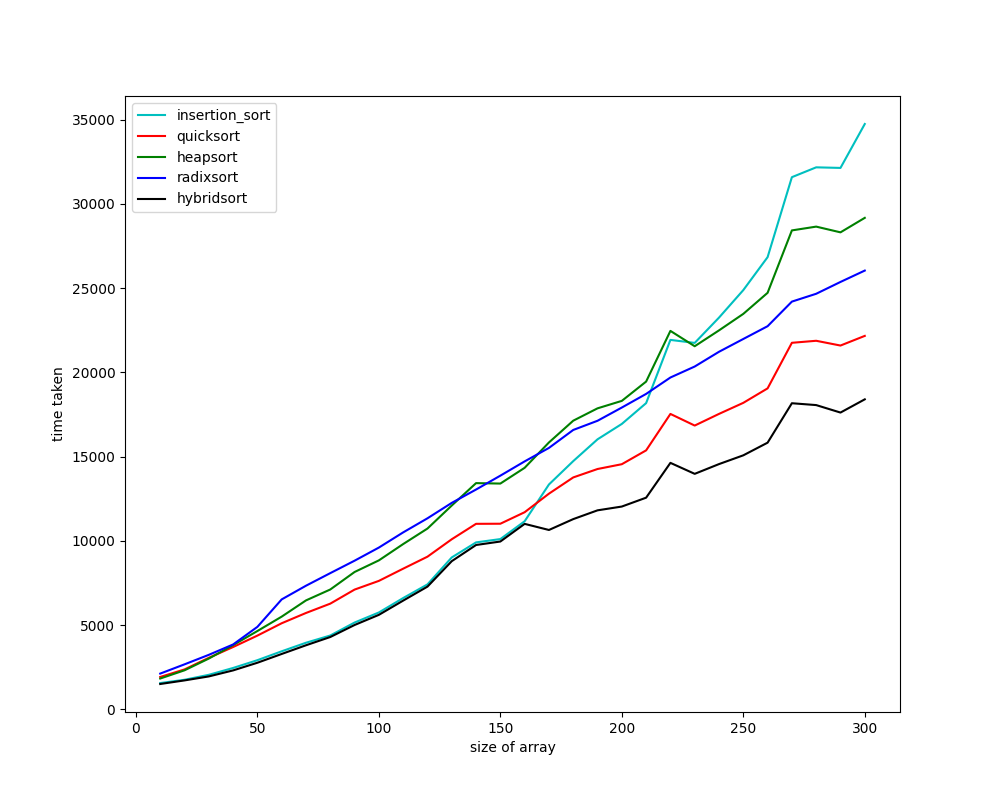 insertion_sort
quicksort
heapsort
radixsort
hybridsort
35000
30000
25000
20000
15000
10000
5000
0
time taken
0 50 100 150 200 250 300
size of array